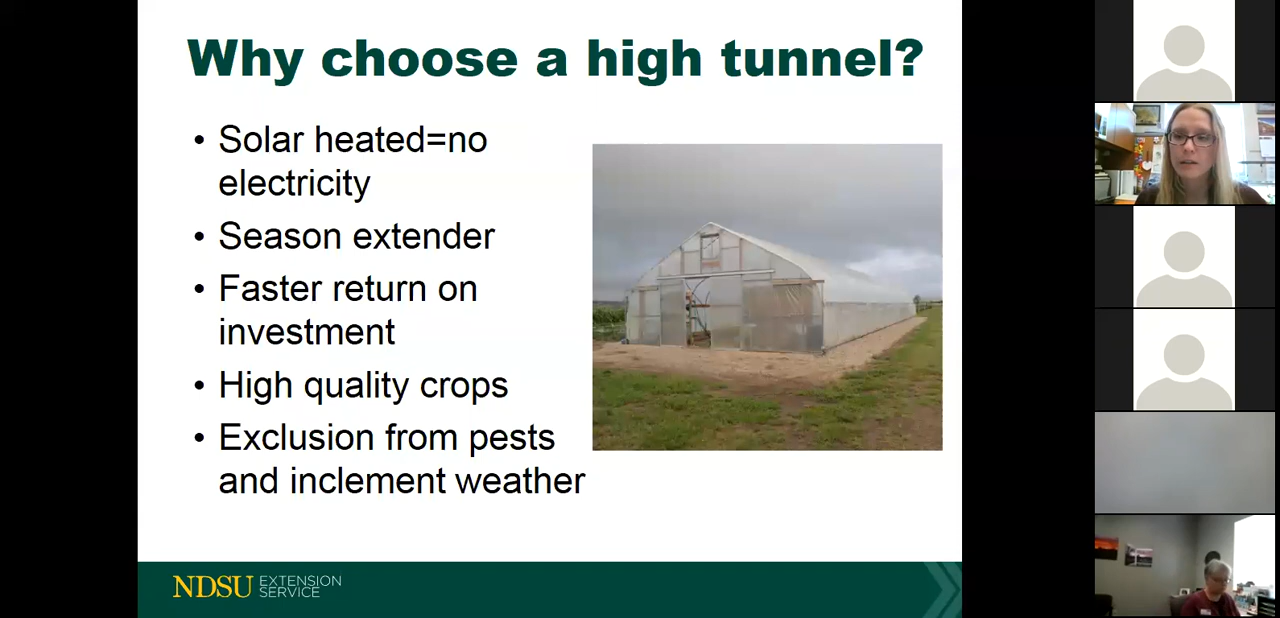 Why choose a high tunnel?
• Solar heated=no
electricity
• Season extender
• Faster return on
investment
• High quality crops
• Exclusion from pests
and inclement weather
NDSU EXTENSION
SERVICE